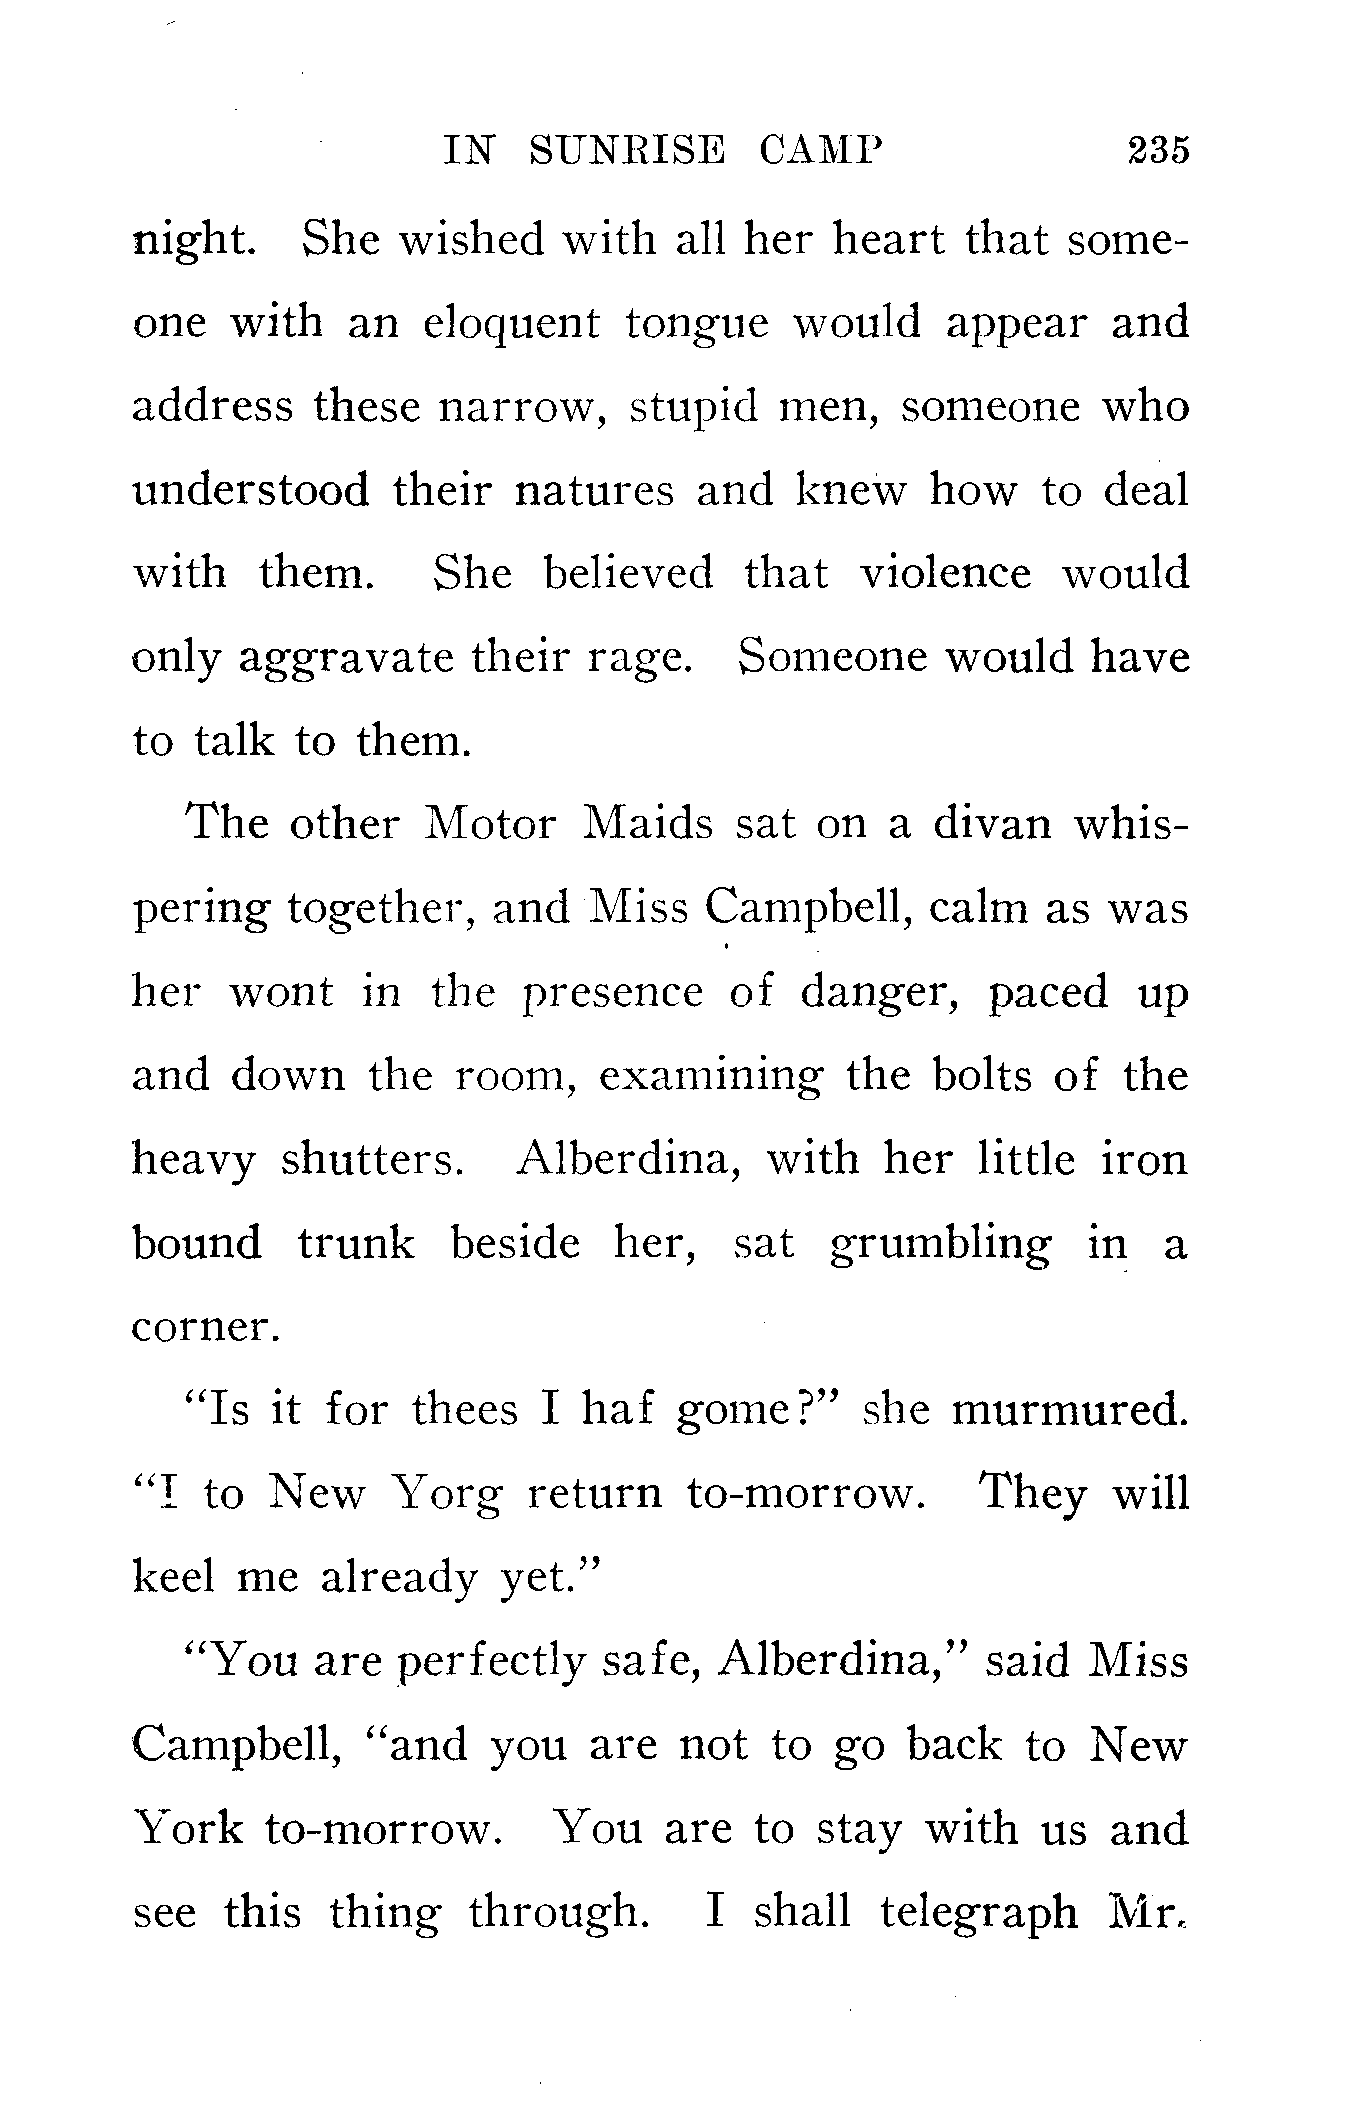 IN SUNRISE CAMP 235
night. She wished with all her heart that some-
one with an eloquent tongue would appear and
address these narrow, stupid men, someone who
understood their natures and knew how to deal
with them. She believed that violence would
only aggravate their rage. Someone would have
to talk to them.
The other Motor Maids sat on a divan whis-
pering together, and Miss Campbell, calm as was
her wont in the presence of danger, paced up
and down the room, examining the bolts of the
heavy shutters. Alberdina, with her little iron
bound trunk beside her, sat grumbling in a
corner.
"Is it for thees I haf gome?" she murmured.
"I to New Yorg return to-morrow. They will
keel me already yet."
"You are perfectly safe, Alberdina," said Miss
Campbell, "and you are not to go back to New
York to-morrow. You are to stay with us and
see this thing through. I shall telegraph Mr.